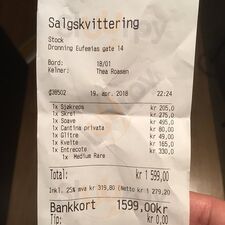 Salgskvittering
Stock
Dronning Eufemias gate 14
Bord: 18/01
Kelner: Thea Roasen
@38502 19. apr. 2018 22:24
1x Sjøkreps kr 205,0
1x Skrei kr 275,0
1x Soave kr 495,0
1x Cantina privata kr 80,00
1x Glitre kr 49,00
1x Kveite kr 165,0
1x Entrecote kr 330,0
1x Medium Rare
Total: kr 1 599,00
Inkl. 25% mva kr 319,80 (Netto kr 1 279,20
Bankkort 1599,00kr
Tip: kr 0,00